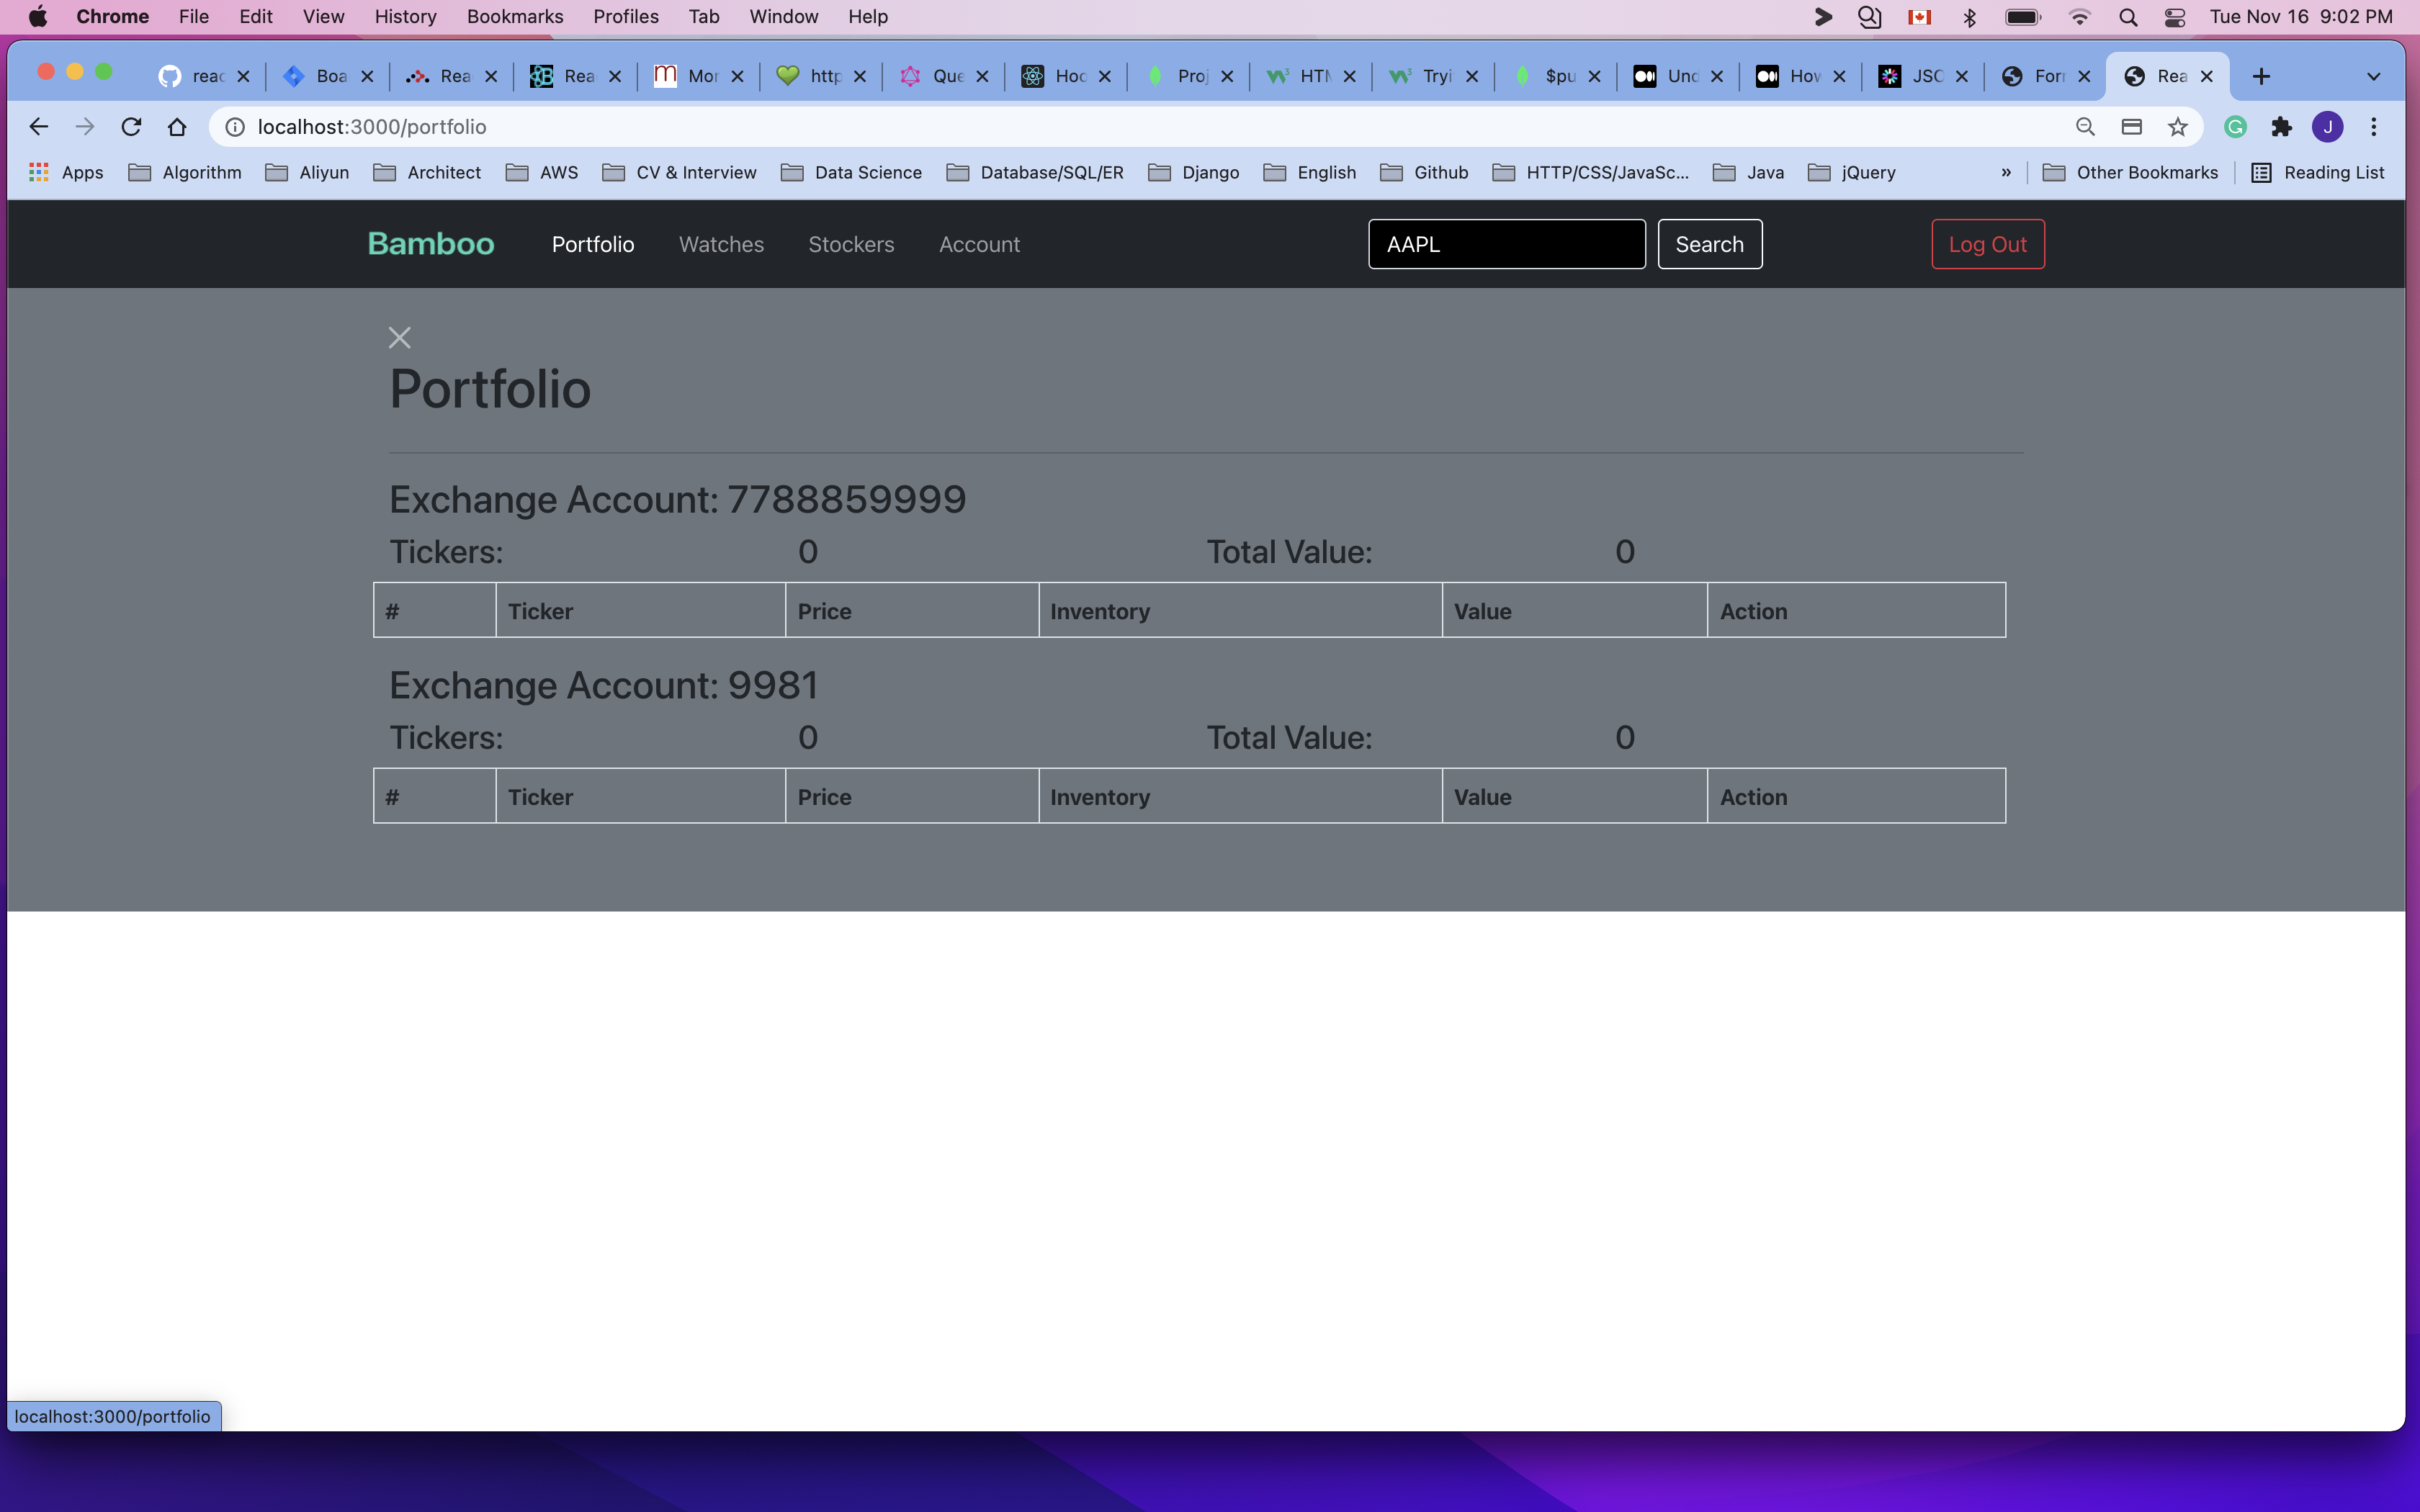 Chrome File Edit View History Bookmarks Profiles Tab Window Help Tue Nov 16 9:02 PM
reac Boa Rea Rea Mor http Que Hoc Proj HTM Tryi $pu Und How JSO Forr Rea
localhost:3000/portfolio J
Apps Algorithm Aliyun Architect AWS CV & Interview Data Science Database/SQL/ER Django English Github HTTP/CSS/JavaSc... Java jQuery » Other Bookmarks Reading List
Bamboo Portfolio Watches Stockers Account AAPL Search Log Out
Portfolio
Exchange Account: 7788859999
Tickers: 0 Total Value: 0
# Ticker Price Inventory Value Action
Exchange Account: 9981
Tickers: 0 Total Value: 0
# Ticker Price Inventory Value Action
localhost:3000/portfolio